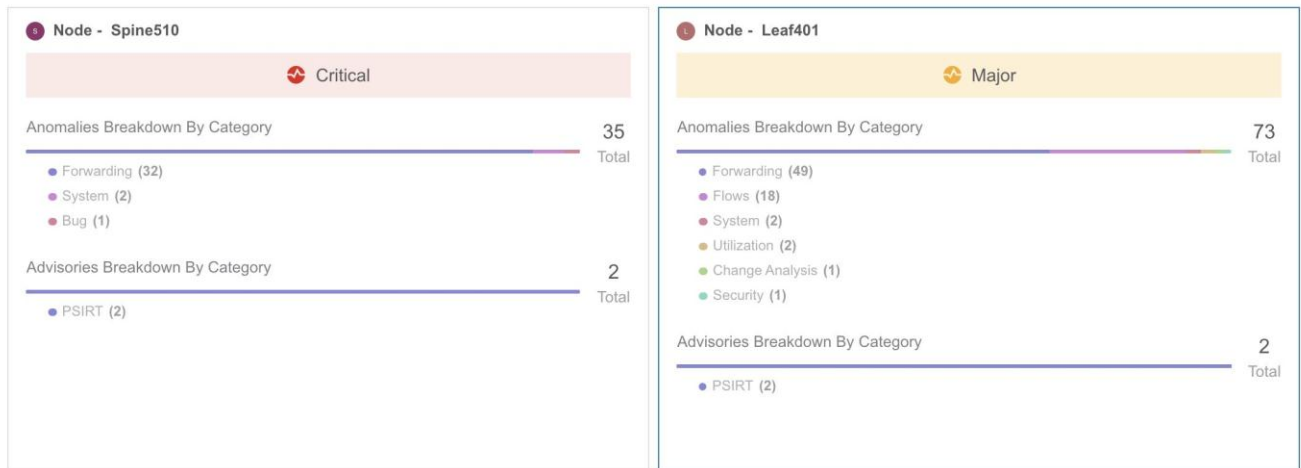 S Node - Spine510
Critical
Anomalies Breakdown By Category
35
Total
Forwarding (32)
System (2)
Bug (1)
Advisories Breakdown By Category
2
Total
PSIRT (2)
L Node - Leaf401
Major
Anomalies Breakdown By Category
73
Total
Forwarding (49)
Flows (18)
System (2)
Utilization (2)
Change Analysis (1)
Security (1)
Advisories Breakdown By Category
2
Total
PSIRT (2)